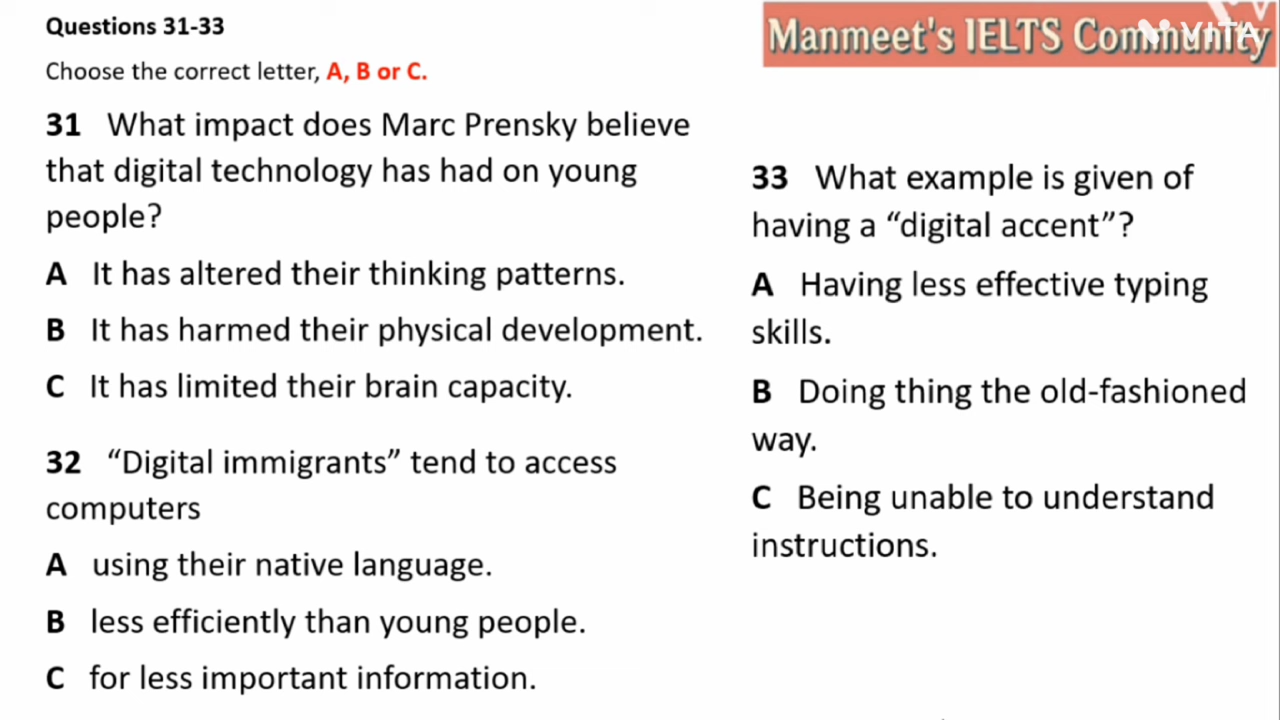 Questions 31-33
Choose the correct letter, A, B or C.
31 What impact does Marc Prensky believe
that digital technology has had on young
people?
A It has altered their thinking patterns.
B It has harmed their physical development.
C It has limited their brain capacity.
32 “Digital immigrants” tend to access
computers
A using their native language.
B less efficiently than young people.
C for less important information.
Manmeet's IELTS Community
VITA
33 What example is given of
having a “digital accent”?
A Having less effective typing
skills.
B Doing thing the old-fashioned
way.
C Being unable to understand
instructions.